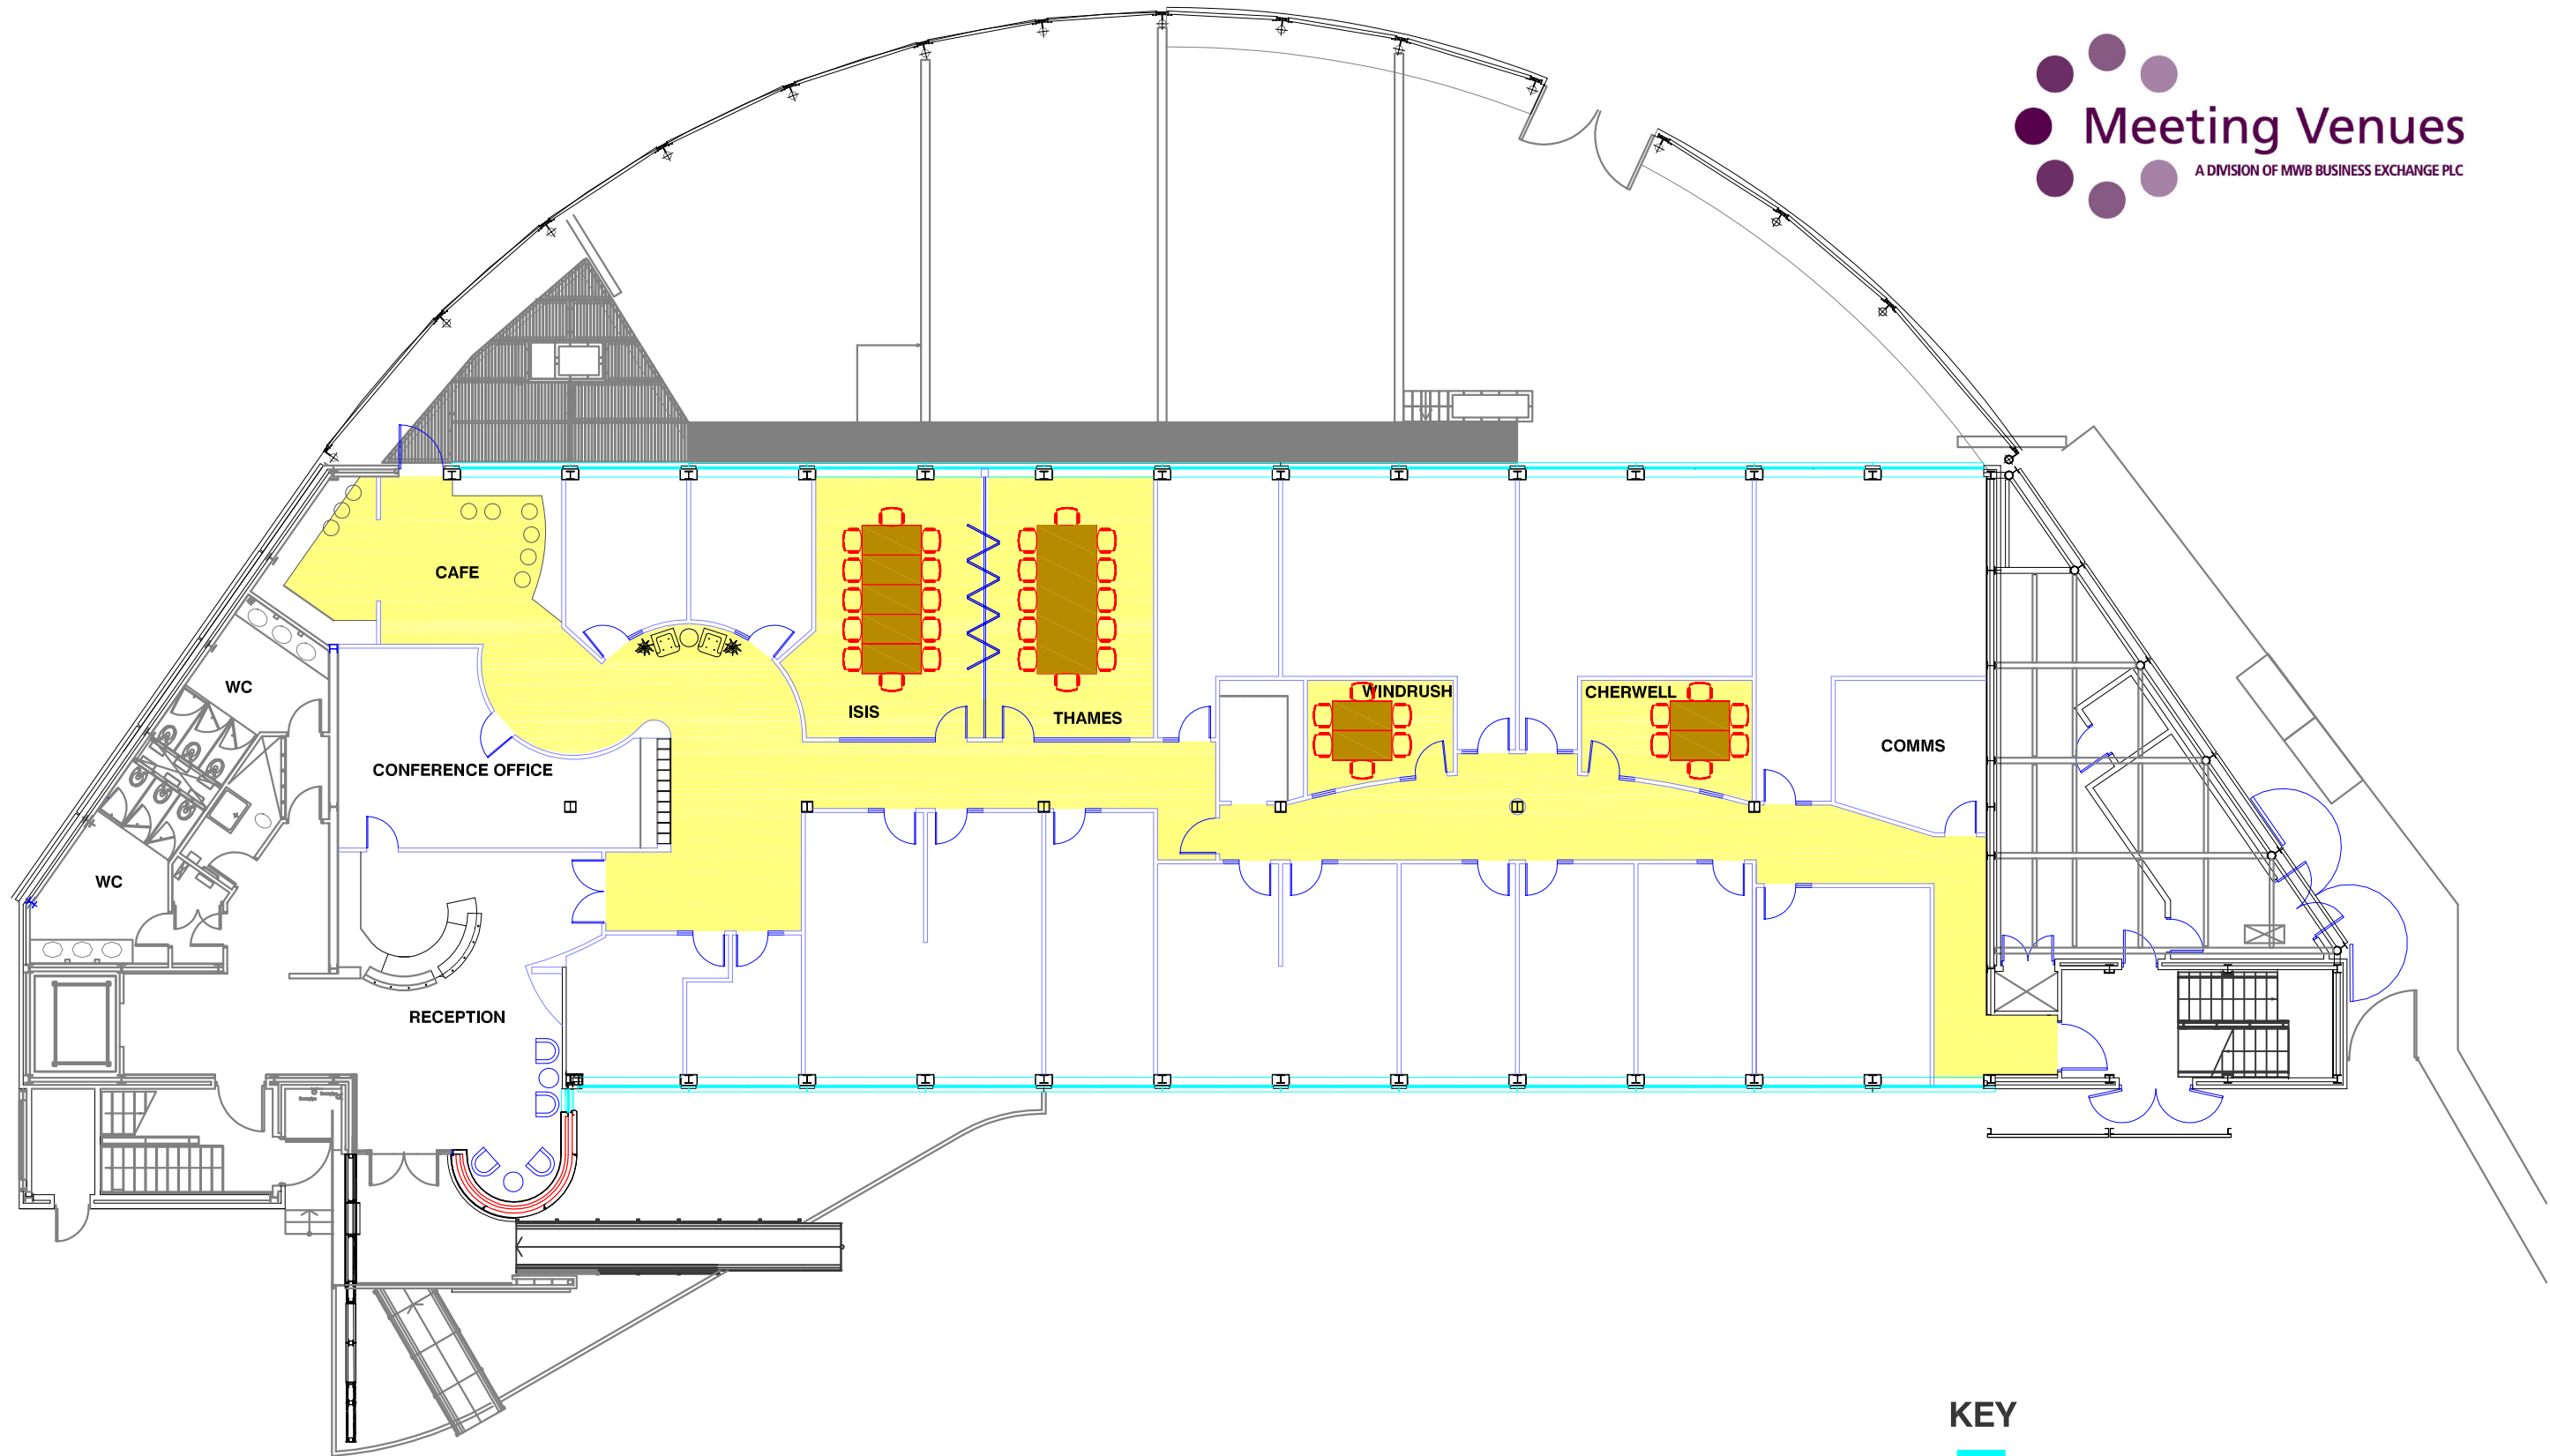 Meeting Venues
A DIVISION OF MWB BUSINESS EXCHANGE PLC
CAFE
WC
ISIS
THAMES
WINDRUSH
CHERWELL
COMMS
CONFERENCE OFFICE
WC
RECEPTION
KEY